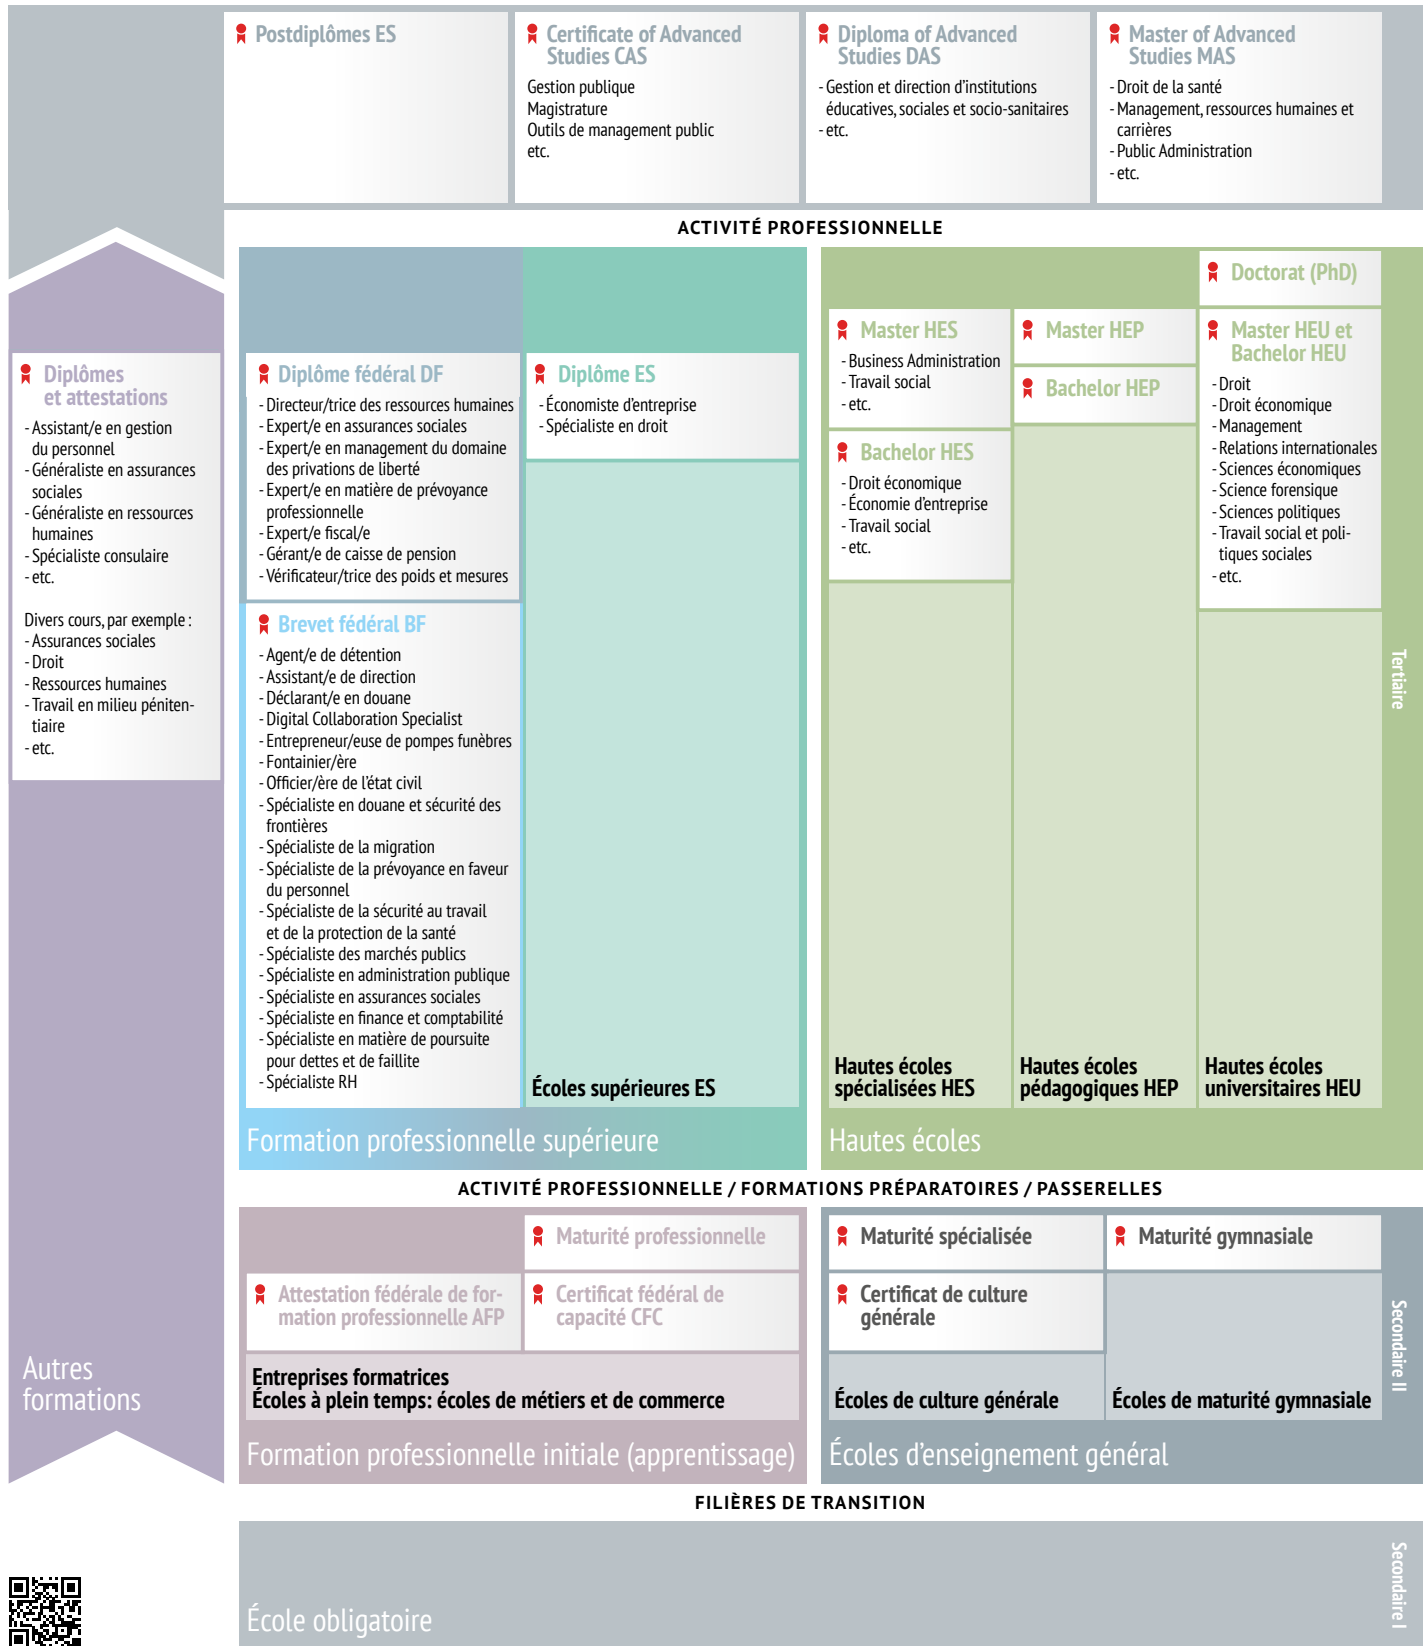 Postdiplômes ES
Certificate of Advanced
Studies CAS
Gestion publique
Magistrature
Outils de management public
etc.
Diploma of Advanced
Studies DAS
- Gestion et direction d'institutions
éducatives, sociales et socio-sanitaires
- etc.
Master of Advanced
Studies MAS
- Droit de la santé
- Management, ressources humaines et
carrières
- Public Administration
- etc.
ACTIVITÉ PROFESSIONNELLE
Diplômes
et attestations
- Assistant/e en gestion
du personnel
- Généraliste en assurances
sociales
- Généraliste en ressources
humaines
- Spécialiste consulaire
- etc.
Divers cours, par exemple :
- Assurances sociales
- Droit
- Ressources humaines
- Travail en milieu péniten-
tiaire
- etc.
Autres
formations
Diplôme fédéral DF
- Directeur/trice des ressources humaines
- Expert/e en assurances sociales
- Expert/e en management du domaine
des privations de liberté
- Expert/e en matière de prévoyance
professionnelle
- Expert/e fiscal/e
- Gérant/e de caisse de pension
- Vérificateur/trice des poids et mesures
Brevet fédéral BF
- Agent/e de détention
- Assistant/e de direction
- Déclarant/e en douane
- Digital Collaboration Specialist
- Entrepreneur/euse de pompes funèbres
- Fontainier/ère
- Officier/ère de l'état civil
- Spécialiste en douane et sécurité des
frontières
- Spécialiste de la migration
- Spécialiste de la prévoyance en faveur
du personnel
- Spécialiste de la sécurité au travail
et de la protection de la santé
- Spécialiste des marchés publics
- Spécialiste en administration publique
- Spécialiste en assurances sociales
- Spécialiste en finance et comptabilité
- Spécialiste en matière de poursuite
pour dettes et de faillite
- Spécialiste RH
Diplôme ES
- Économiste d'entreprise
- Spécialiste en droit
Écoles supérieures ES
Formation professionnelle supérieure
Master HES
- Business Administration
- Travail social
- etc.
Bachelor HES
- Droit économique
- Économie d'entreprise
- Travail social
- etc.
Hautes écoles
spécialisées HES
Master HEP
Bachelor HEP
Hautes écoles
pédagogiques HEP
Doctorat (PhD)
Master HEU et
Bachelor HEU
- Droit
- Droit économique
- Management
- Relations internationales
- Sciences économiques
- Science forensique
- Sciences politiques
- Travail social et poli-
tiques sociales
- etc.
Hautes écoles
universitaires HEU
Hautes écoles
Tertiaire
ACTIVITÉ PROFESSIONNELLE / FORMATIONS PRÉPARATOIRES / PASSERELLES
Maturité professionnelle
Attestation fédérale de for-
mation professionnelle AFP
Certificat fédéral de
capacité CFC
Entreprises formatrices
Écoles à plein temps: écoles de métiers et de commerce
Formation professionnelle initiale (apprentissage)
Maturité spécialisée
Certificat de culture
générale
Écoles de culture générale
Maturité gymnasiale
Écoles de maturité gymnasiale
Écoles d'enseignement général
Secondaire II
FILIÈRES DE TRANSITION
École obligatoire
Secondaire I